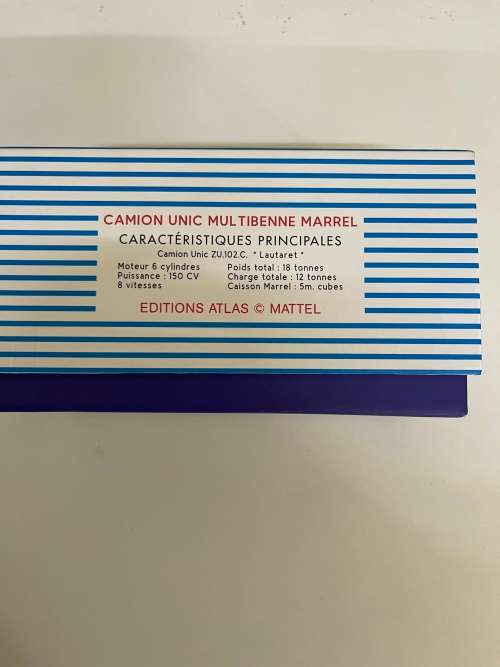 CAMION UNIC MULTIBENNE MARREL
CARACTÉRISTIQUES PRINCIPALES
Camion Unic ZU.102.C. " Lautaret "
Moteur 6 cylindres Poids total : 18 tonnes
Puissance : 150 CV Charge totale : 12 tonnes
8 vitesses Caisson Marrel : 5m. cubes
EDITIONS ATLAS © MATTEL